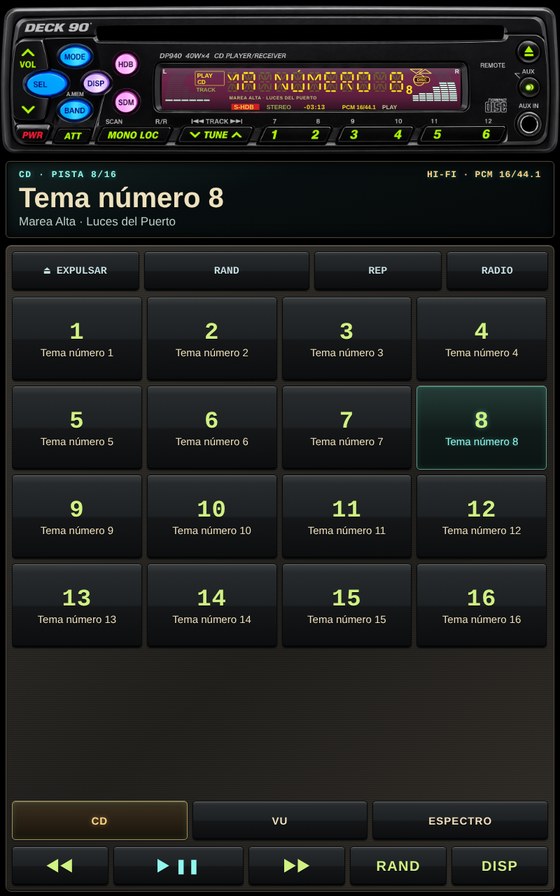 DECK 90
DP940 40W×4 CD PLAYER/RECEIVER
VOL
MODE
HDB
SEL
DISP
A.MEM
BAND
SDM
PWR
ATT
SCAN
R/R
MONO LOC
TRACK
TUNE
L
R
PLAY
CD
TRACK
MA NÚMERO 8
8
MAREA ALTA · LUCES DEL PUERTO
S-HDB STEREO -03:13 PCM 16/44.1 PLAY
7 8 9 10 11 12
1 2 3 4 5 6
REMOTE
AUX
AUX IN
CD · PISTA 8/16
HI-FI · PCM 16/44.1
Tema número 8
Marea Alta · Luces del Puerto
EXPULSAR RAND REP RADIO
1 2 3 4
Tema número 1 Tema número 2 Tema número 3 Tema número 4
5 6 7 8
Tema número 5 Tema número 6 Tema número 7 Tema número 8
9 10 11 12
Tema número 9 Tema número 10 Tema número 11 Tema número 12
13 14 15 16
Tema número 13 Tema número 14 Tema número 15 Tema número 16
CD VU ESPECTRO
RAND DISP